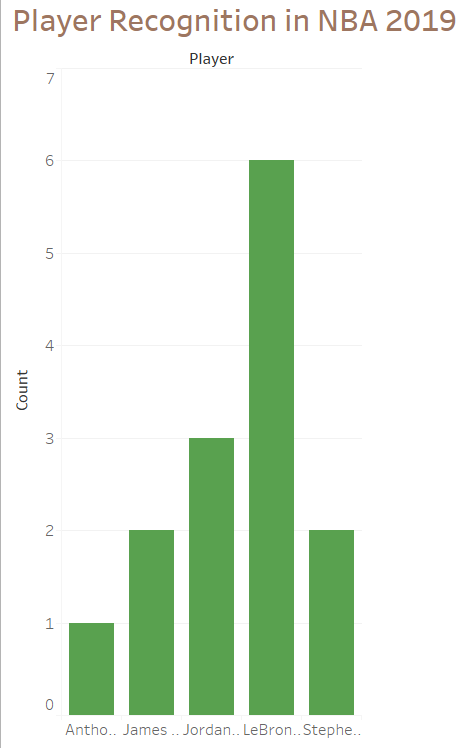 Player Recognition in NBA 2019
Player
7
6
5
4
3
2
1
0
Count
Antho..
James ..
Jordan..
LeBron..
Stephe..